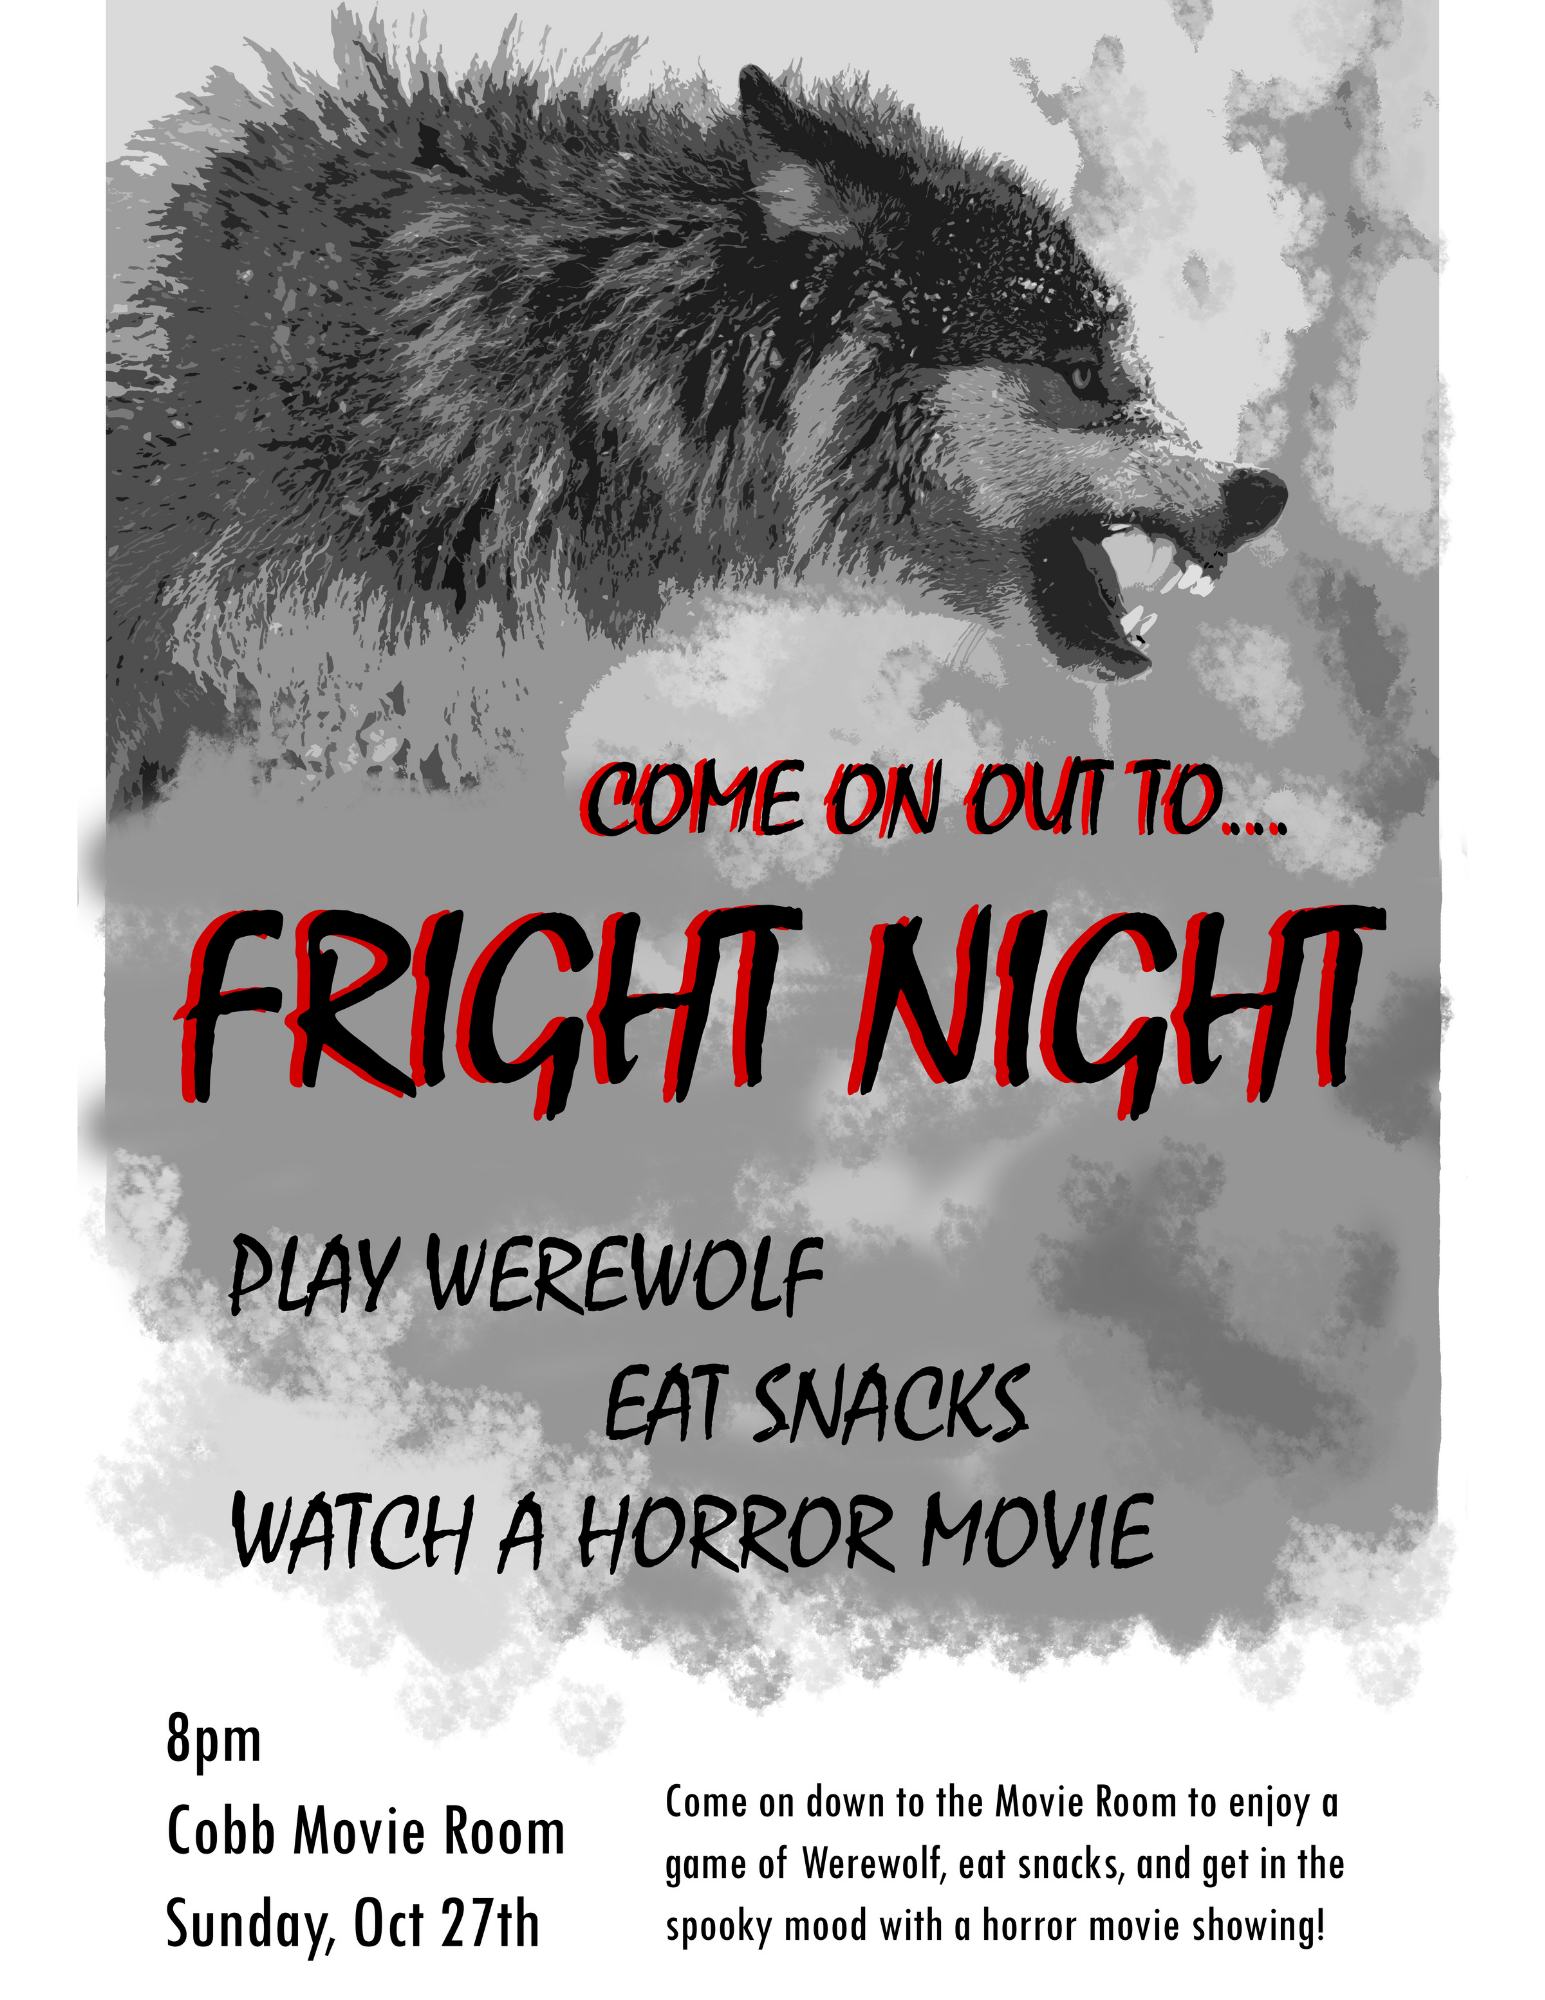 COME ON OUT TO....
FRIGHT NIGHT
PLAY WEREWOLF
EAT SNACKS
WATCH A HORROR MOVIE
8pm
Cobb Movie Room
Sunday, Oct 27th
Come on down to the Movie Room to enjoy a
game of Werewolf, eat snacks, and get in the
spooky mood with a horror movie showing!